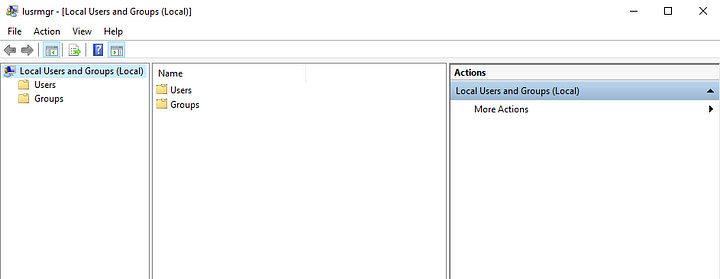 lusrmgr - [Local Users and Groups (Local)]
File Action View Help
Local Users and Groups (Local)
Users
Groups
Name
Users
Groups
Actions
Local Users and Groups (Local)
More Actions